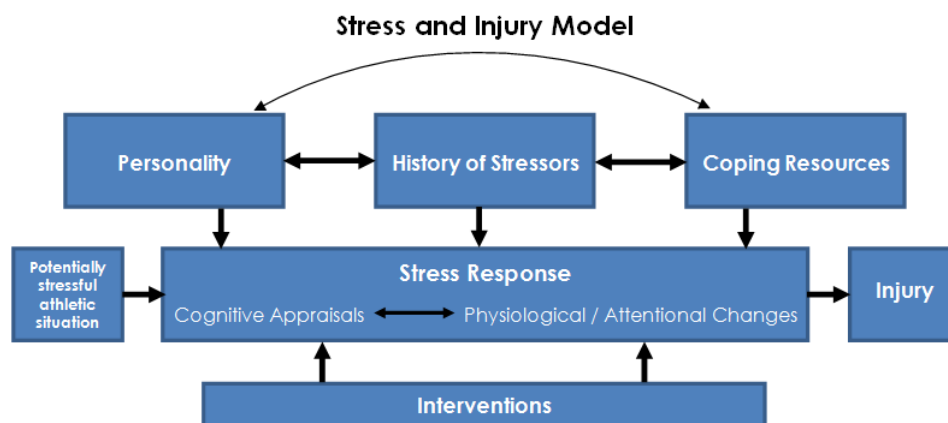 Stress and Injury Model
Personality
History of Stressors
Coping Resources
Potentially
stressful
athletic
situation
Stress Response
Cognitive Appraisals
Physiological / Attentional Changes
Injury
Interventions